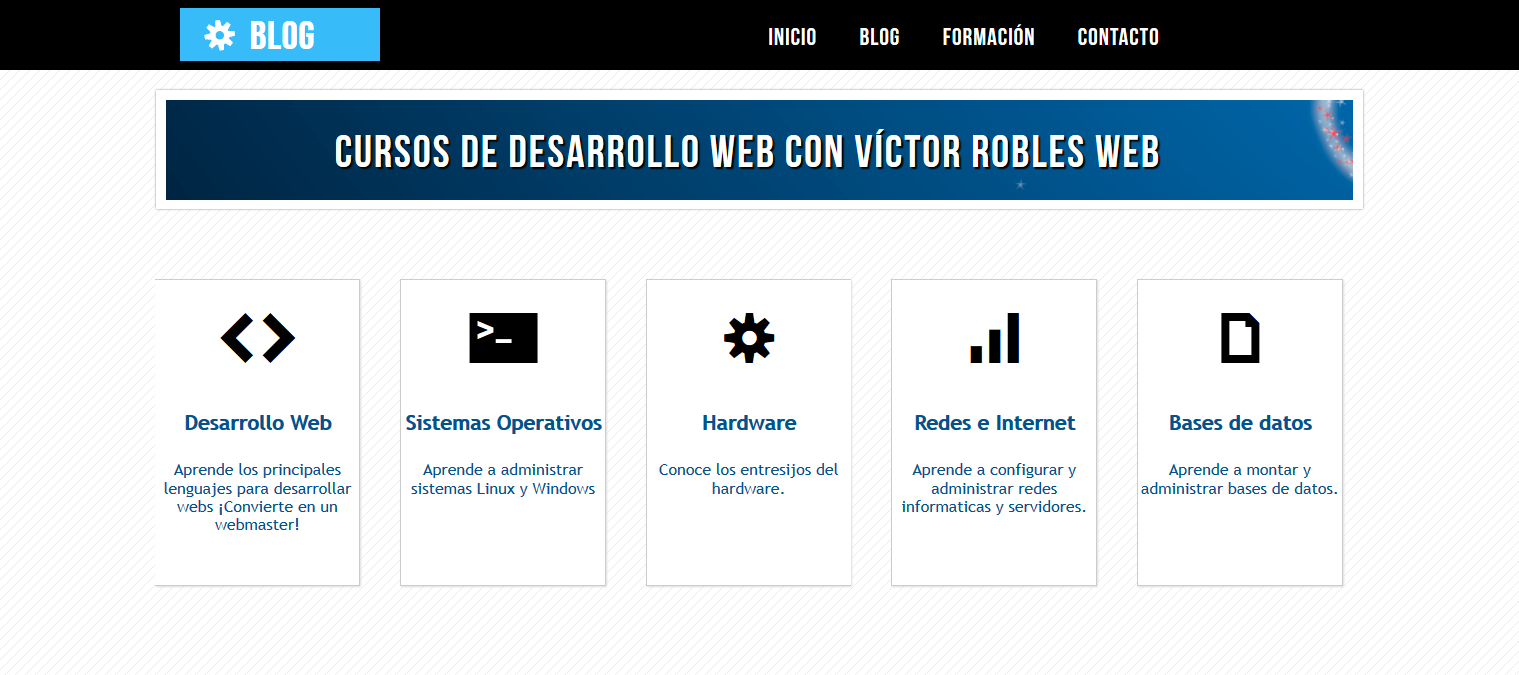 BLOG
INICIO BLOG FORMACIÓN CONTACTO
CURSOS DE DESARROLLO WEB CON VÍCTOR ROBLES WEB
>_
Desarrollo Web
Aprende los principales
lenguajes para desarrollar
webs ¡Convierte en un
webmaster!
Sistemas Operativos
Aprende a administrar
sistemas Linux y Windows
Hardware
Conoce los entresijos del
hardware.
Redes e Internet
Aprende a configurar y
administrar redes
informaticas y servidores.
Bases de datos
Aprende a montar y
administrar bases de datos.